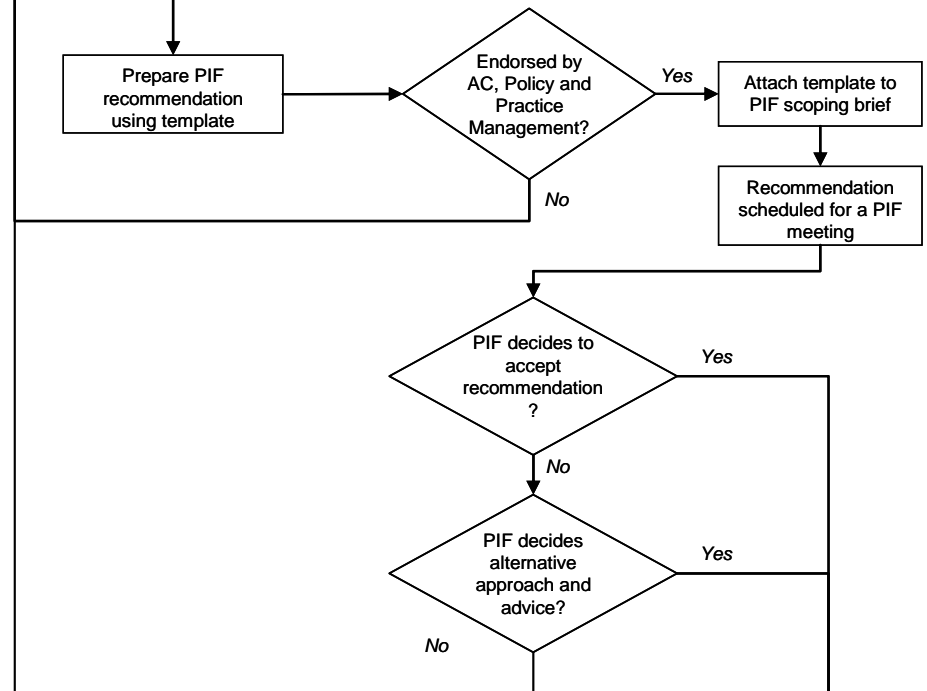 Prepare PIF
recommendation
using template
Endorsed by
AC, Policy and
Practice
Management?
Yes
Attach template to
PIF scoping brief
No
Recommendation
scheduled for a PIF
meeting
PIF decides to
accept
recommendation
?
Yes
No
PIF decides
alternative
approach and
advice?
Yes
No